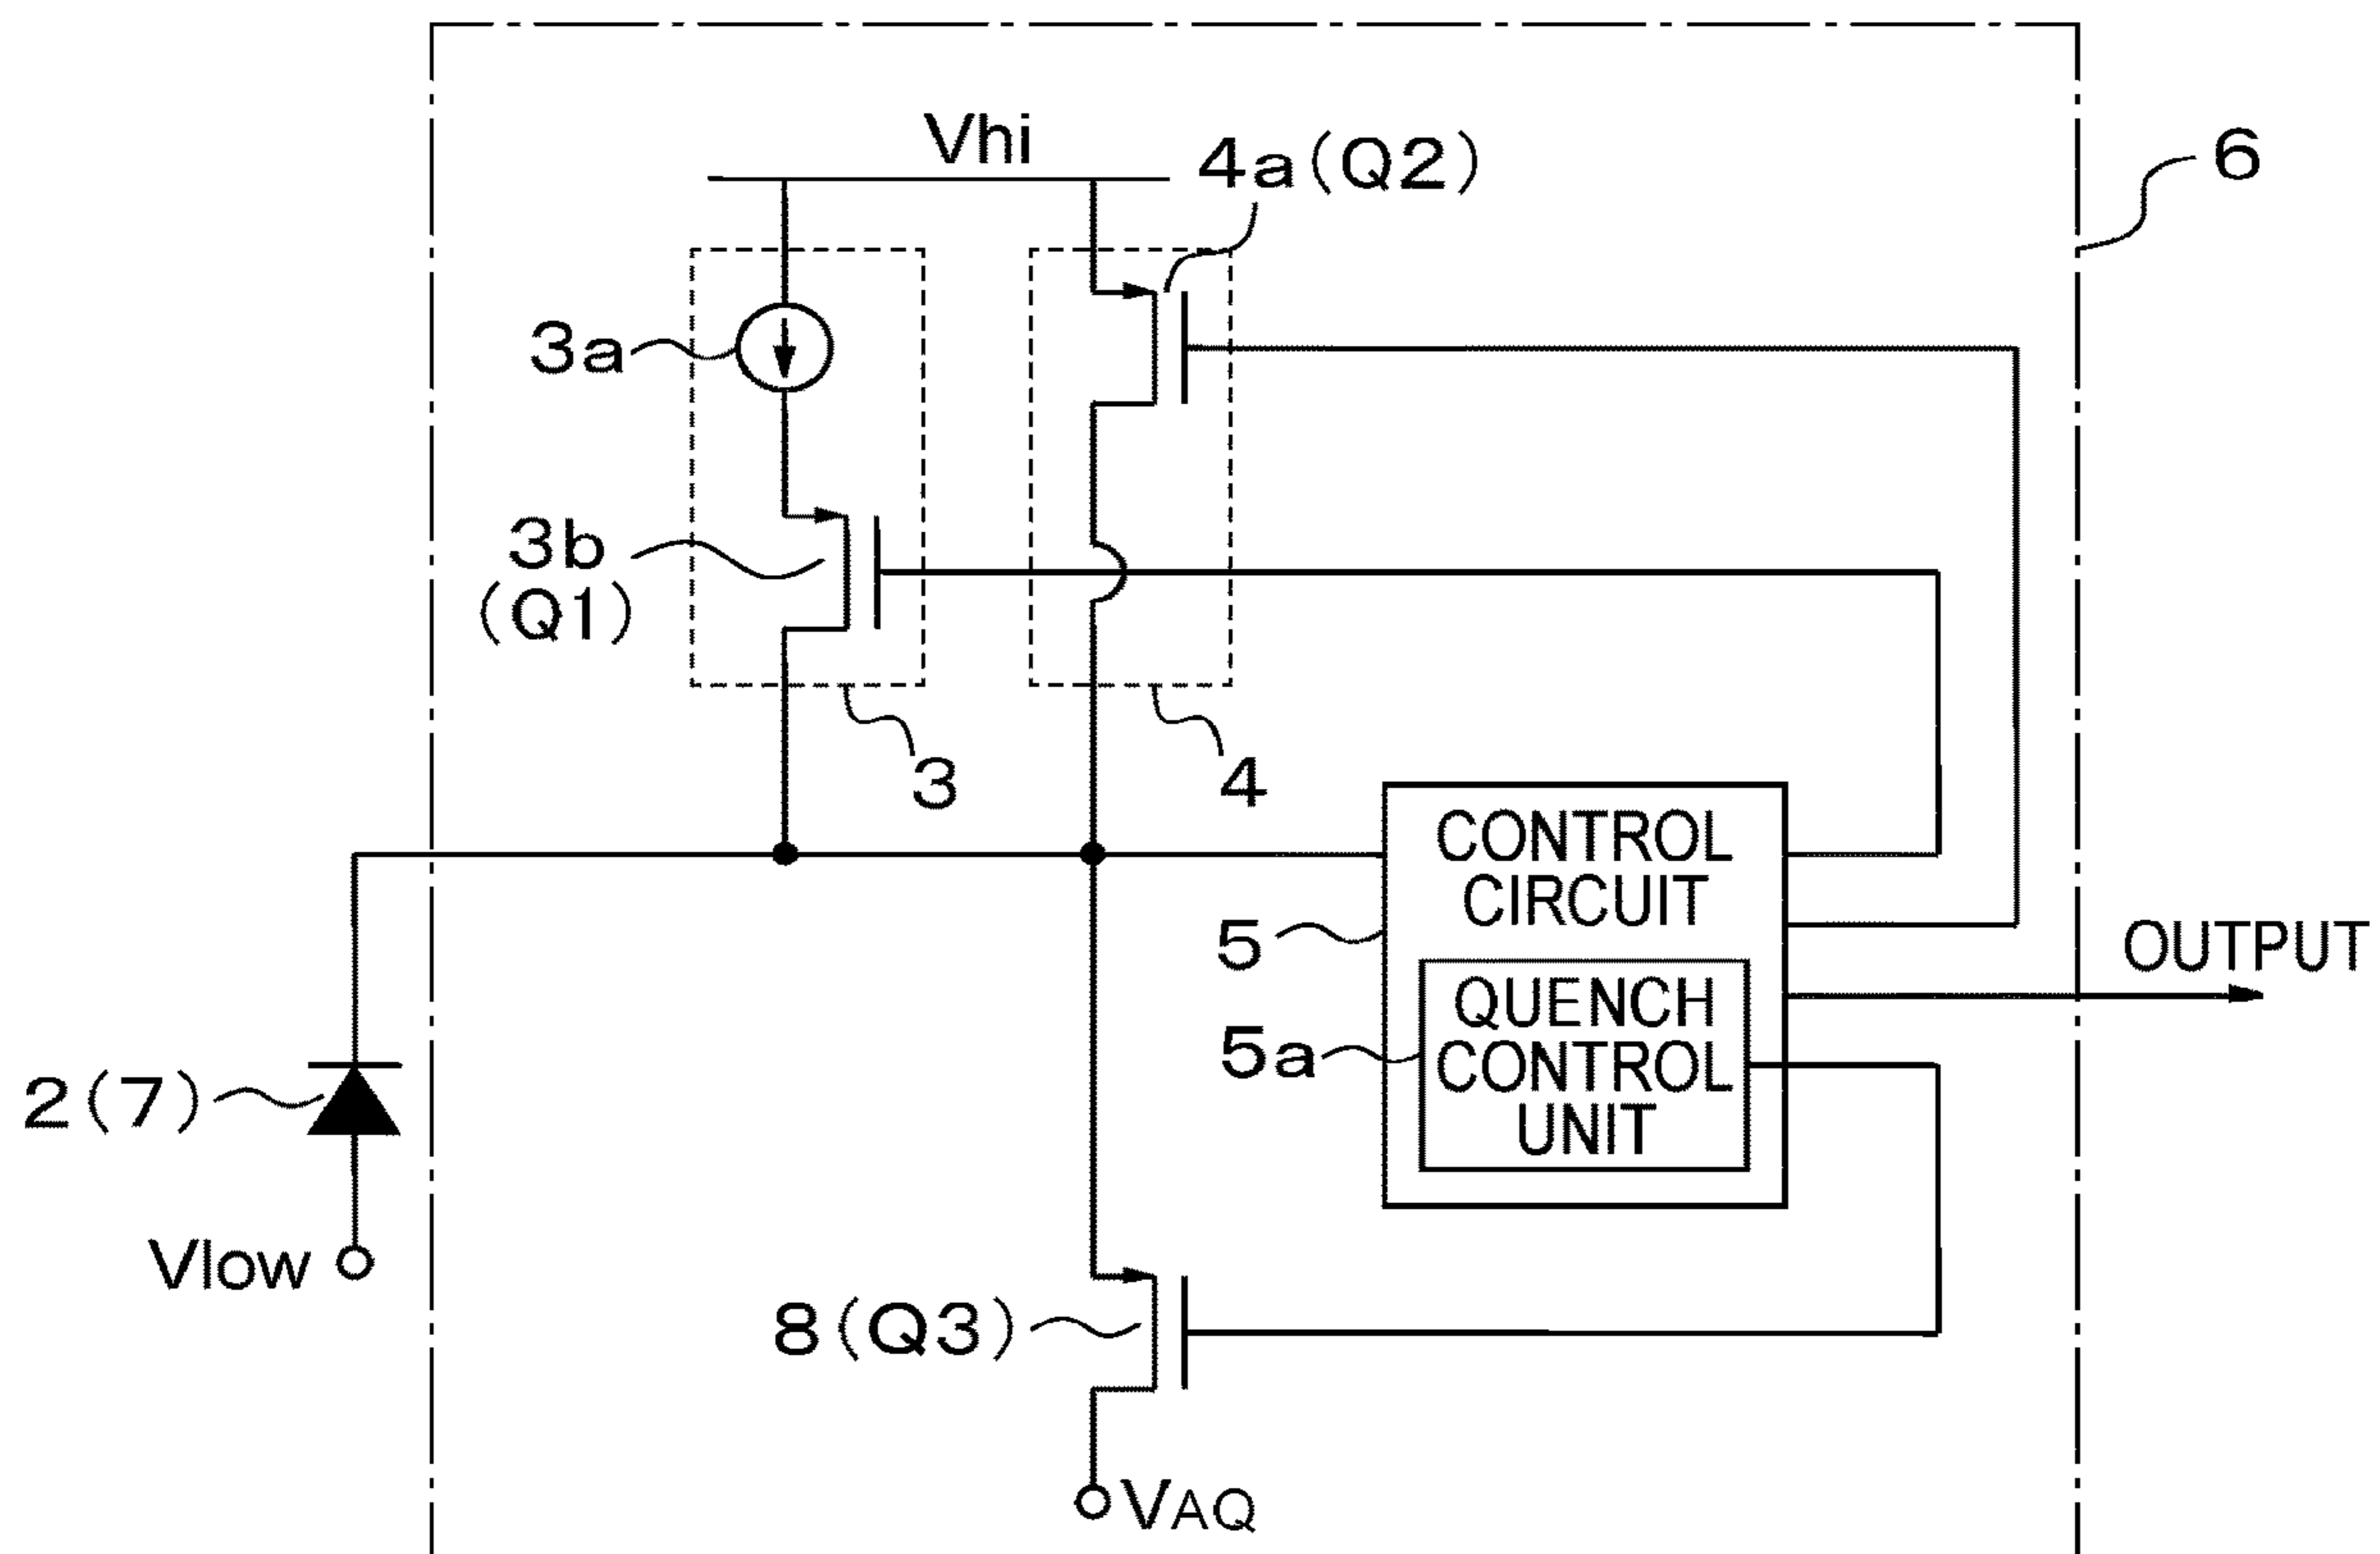 Vhi
4a(Q2)
6
3a
3b
(Q1)
3
4
CONTROL
CIRCUIT
5
OUTPUT
QUENCH
CONTROL
UNIT
5a
2(7)
Vlow
8(Q3)
VAQ